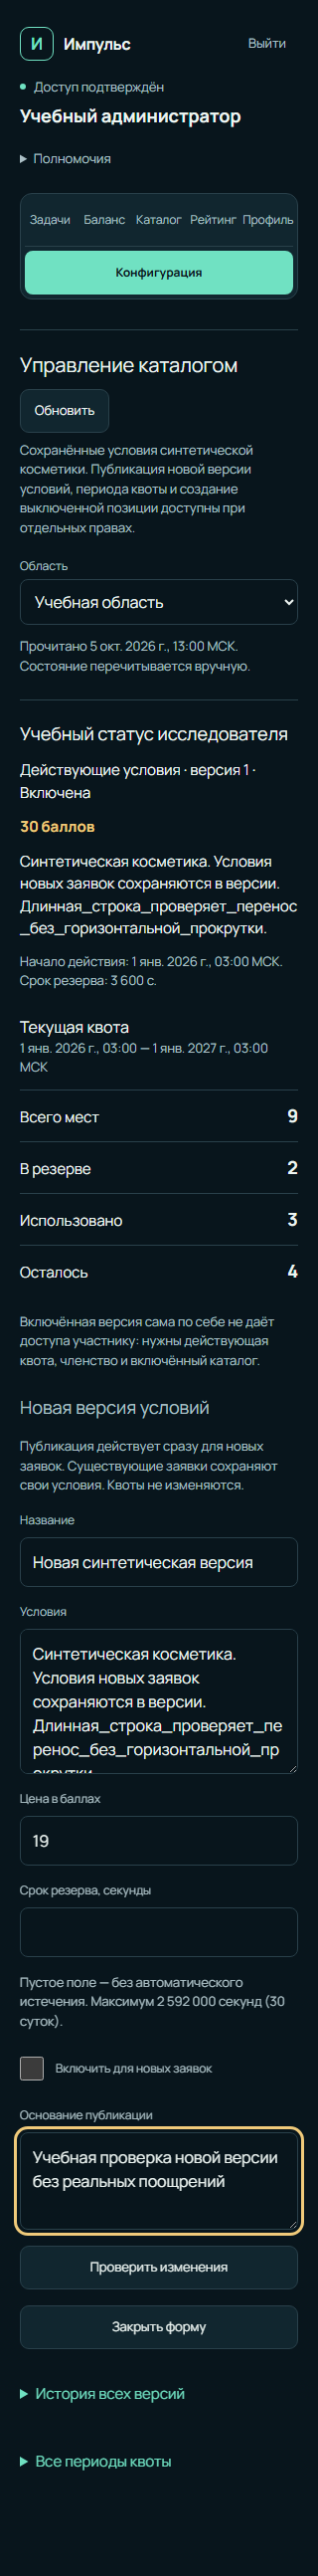 И Импульс Выйти
Доступ подтверждён
Учебный администратор
Полномочия
Задачи Баланс Каталог Рейтинг Профиль
Конфигурация
Управление каталогом
Обновить
Сохранённые условия синтетической
косметики. Публикация новой версии
условий, периода квоты и создание
выключенной позиции доступны при
отдельных правах.
Область
Учебная область
Прочитано 5 окт. 2026 г., 13:00 МСК.
Состояние перечитывается вручную.
Учебный статус исследователя
Действующие условия · версия 1 ·
Включена
30 баллов
Синтетическая косметика. Условия
новых заявок сохраняются в версии.
Длинная_строка_проверяет_перенос
_без_горизонтальной_прокрутки.
Начало действия: 1 янв. 2026 г., 03:00 МСК.
Срок резерва: 3 600 с.
Текущая квота
1 янв. 2026 г., 03:00 — 1 янв. 2027 г., 03:00
МСК
Всего мест 9
В резерве 2
Использовано 3
Осталось 4
Включённая версия сама по себе не даёт
доступа участнику: нужны действующая
квота, членство и включённый каталог.
Новая версия условий
Публикация действует сразу для новых
заявок. Существующие заявки сохраняют
свои условия. Квоты не изменяются.
Название
Новая синтетическая версия
Условия
Синтетическая косметика.
Условия новых заявок
сохраняются в версии.
Длинная_строка_проверяет_пе
ренос_без_горизонтальной_пр
окрутки.
Цена в баллах
19
Срок резерва, секунды
Пустое поле — без автоматического
истечения. Максимум 2 592 000 секунд (30
суток).
Включить для новых заявок
Основание публикации
Учебная проверка новой версии
без реальных поощрений
Проверить изменения
Закрыть форму
История всех версий
Все периоды квоты